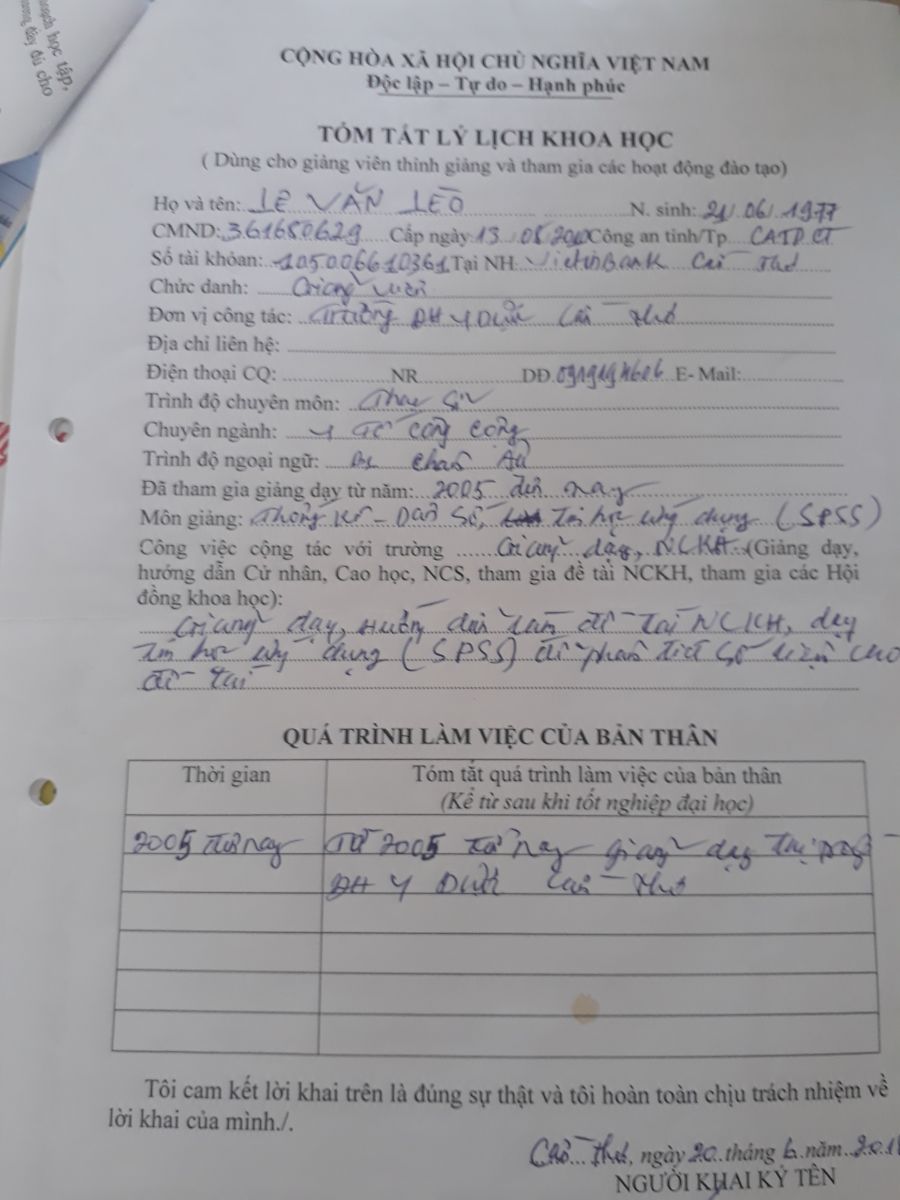 oạch học tập,
ương, đầy đủ cho
CỘNG HÒA XÃ HỘI CHỦ NGHĨA VIỆT NAM
Độc lập – Tự do – Hạnh phúc
TÓM TẮT LÝ LỊCH KHOA HỌC
( Dùng cho giảng viên thỉnh giảng và tham gia các hoạt động đào tạo)
Họ và tên: LÊ VĂN LEO N. sinh: 21/06/1977
CMND: 361650629 Cấp ngày 13 05 Công an tỉnh/Tp CATP CT
Số tài khỏan: 105006610361 Tại NH: VietinBank Cần Thơ
Chức danh: Giảng viên
Đơn vị công tác: Trường ĐH Y Dược Cần Thơ
Địa chỉ liên hệ:
Điện thoại CQ: NR DĐ E- Mail:
Trình độ chuyên môn: Thạc sỹ
Chuyên ngành: Y Tế Công Cộng
Trình độ ngoại ngữ: B1 Châu Âu
Đã tham gia giảng dạy từ năm: 2005 đến nay
Môn giảng: Thống kê - Dân Số, Tin học ứng dụng (SPSS)
Công việc cộng tác với trường Giảng dạy, NCKH (Giảng dạy,
hướng dẫn Cử nhân, Cao học, NCS, tham gia đề tài NCKH, tham gia các Hội
đồng khoa học):
Giảng dạy, Hướng dẫn làm đề tài NCKH, dạy
tin học ứng dụng (SPSS) để phân tích số liệu cho
đề tài
QUÁ TRÌNH LÀM VIỆC CỦA BẢN THÂN
Thời gian Tóm tắt quá trình làm việc của bản thân
(Kể từ sau khi tốt nghiệp đại học)
2005 tới nay Từ 2005 tới nay giảng dạy tại trường
ĐH Y Dược Cần Thơ
Tôi cam kết lời khai trên là đúng sự thật và tôi hoàn toàn chịu trách nhiệm về
lời khai của mình./.
Cần Thơ, ngày 20 tháng 6 năm
NGƯỜI KHAI KÝ TÊN